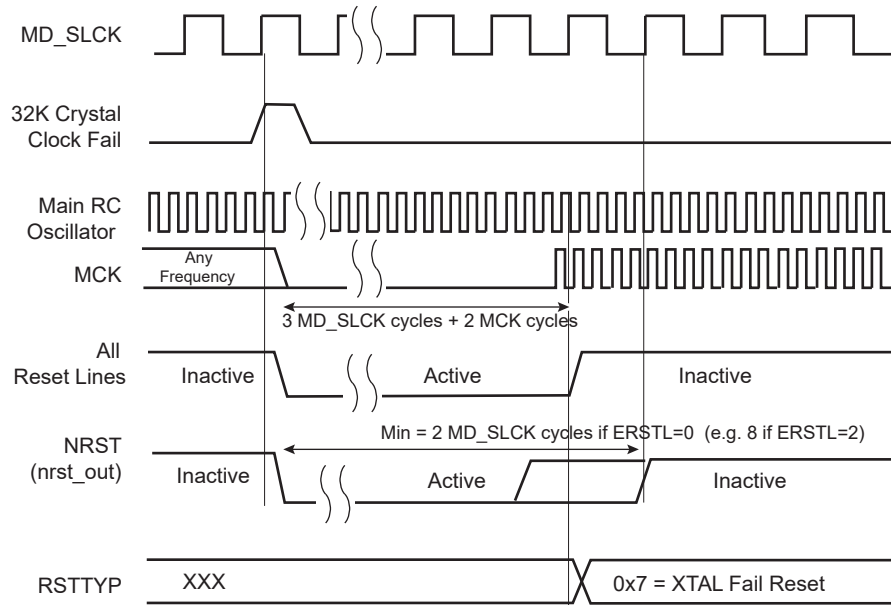 MD_SLCK
32K Crystal
Clock Fail
Main RC
Oscillator
MCK
Any
Frequency
3 MD_SLCK cycles + 2 MCK cycles
All
Reset Lines
Inactive
Active
Inactive
Min = 2 MD_SLCK cycles if ERSTL=0 (e.g. 8 if ERSTL=2)
NRST
(nrst_out)
Inactive
Active
Inactive
RSTTYP
XXX
0x7 = XTAL Fail Reset